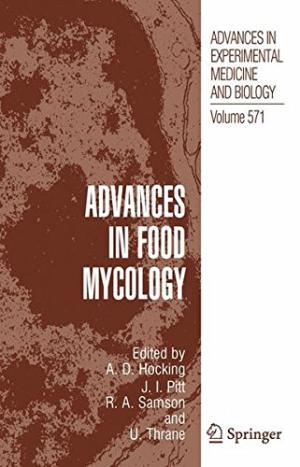 ADVANCES IN
EXPERIMENTAL
MEDICINE
AND BIOLOGY
Volume 571
ADVANCES
IN FOOD
MYCOLOGY
Edited by
A. D. Hocking
J. I. Pitt
R. A. Samson
and
U. Thrane
Springer